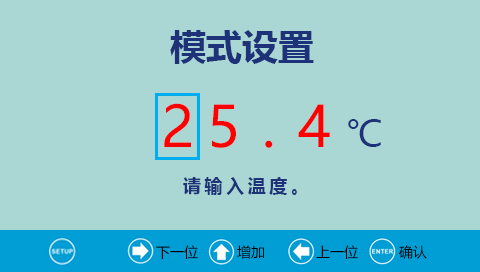 模式设置
25.4 ℃
请输入温度。
SETUP 下一位 增加 上一位 ENTER 确认